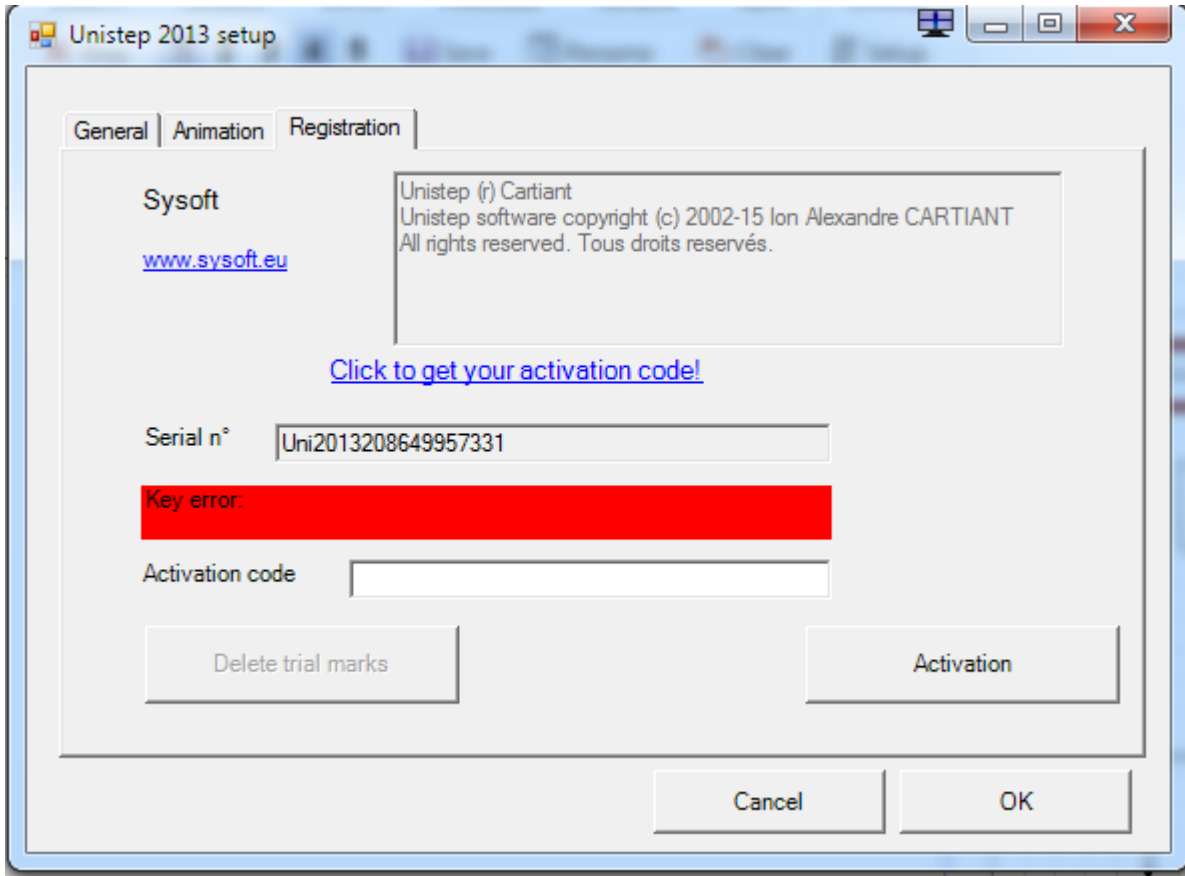 Unistep 2013 setup
General
Animation
Registration
Sysoft
www.sysoft.eu
Unistep (r) Cartiant
Unistep software copyright (c) 2002-15 Ion Alexandre CARTIANT
All rights reserved. Tous droits reservés.
Click to get your activation code!
Serial n°
Uni2013208649957331
Key error:
Activation code
Delete trial marks
Activation
Cancel
OK